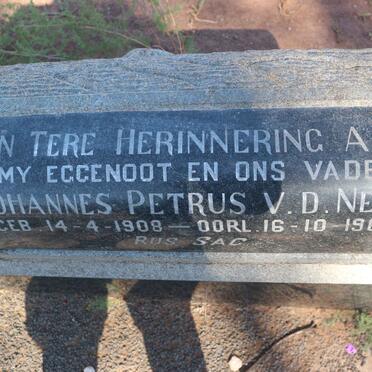 N TERE HERINNERING A
MY EGGENOOT EN ONS VADE
OHANNES PETRUS V.D. NE
GEB 14-4-1908 — OORL. 16-10-19
RUS SAG